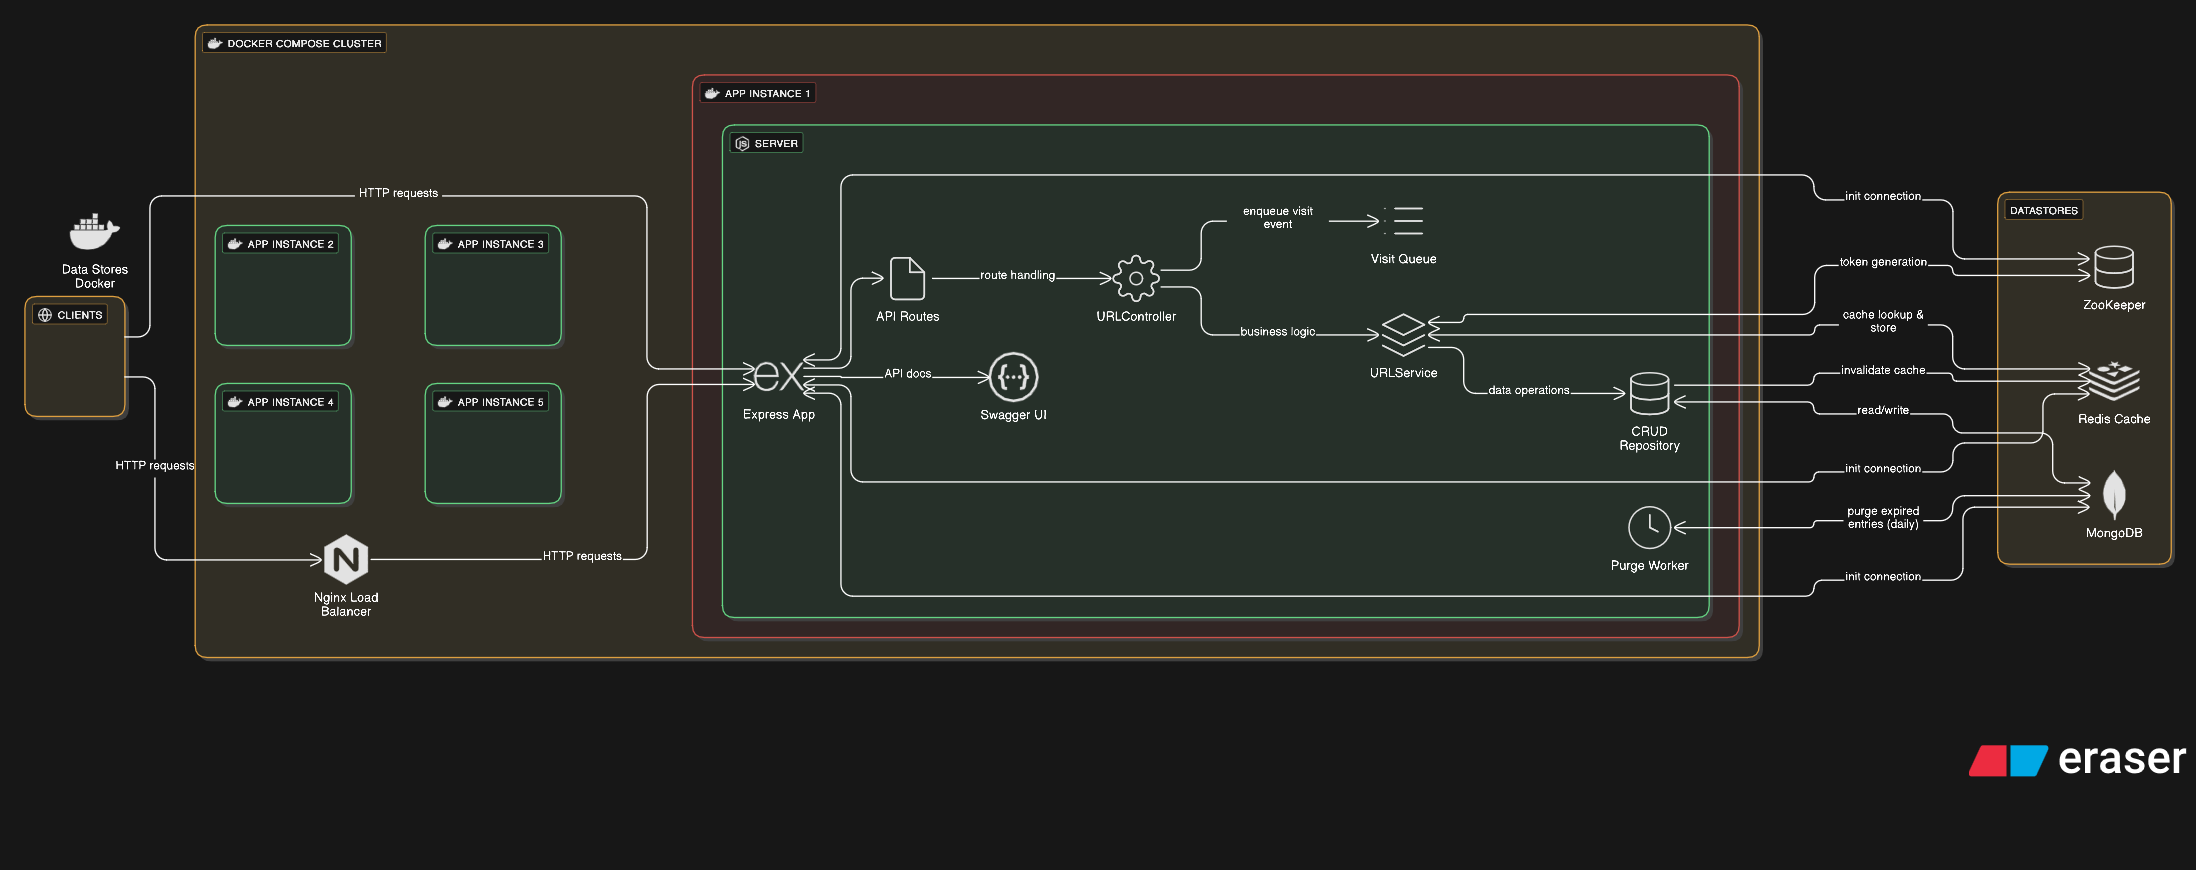 DOCKER COMPOSE CLUSTER
APP INSTANCE 1
SERVER
HTTP requests
init connection
DATASTORES
enqueue visit
event
APP INSTANCE 2
APP INSTANCE 3
Visit Queue
Data Stores
Docker
token generation
route handling
ZooKeeper
CLIENTS
API Routes
URLController
cache lookup &
store
business logic
URLService
invalidate cache
API docs
data operations
APP INSTANCE 4
APP INSTANCE 5
read/write
Express App
Swagger UI
Redis Cache
CRUD
Repository
HTTP requests
init connection
purge expired
entries (daily)
MongoDB
HTTP requests
Purge Worker
init connection
Nginx Load
Balancer
eraser